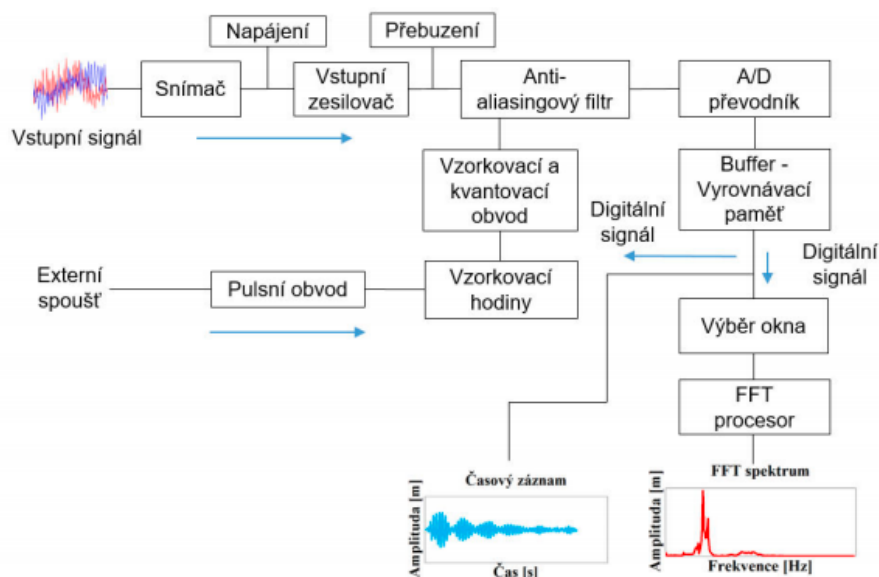 Napájení
Přebuzení
Snímač
Vstupní
zesilovač
Anti-
aliasingový filtr
A/D
převodník
Vstupní signál
Vzorkovací a
kvantovací
obvod
Buffer -
Vyrovnávací
paměť
Digitální
signál
Digitální
signál
Externí
spoušť
Pulsní obvod
Vzorkovací
hodiny
Výběr okna
FFT
procesor
Časový záznam
Amplituda [m]
Čas [s]
FFT spektrum
Amplituda [m]
Frekvence [Hz]